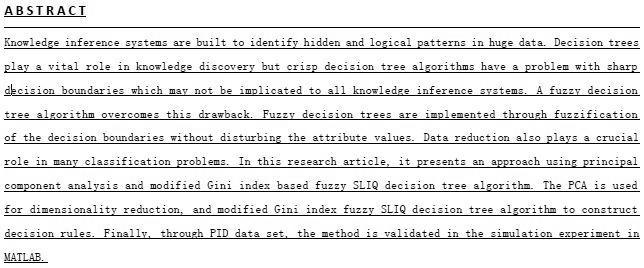 ABSTRACT
Knowledge inference systems are built to identify hidden and logical patterns in huge data. Decision trees
play a vital role in knowledge discovery but crisp decision tree algorithms have a problem with sharp
decision boundaries which may not be implicated to all knowledge inference systems. A fuzzy decision
tree algorithm overcomes this drawback. Fuzzy decision trees are implemented through fuzzification
of the decision boundaries without disturbing the attribute values. Data reduction also plays a crucial
role in many classification problems. In this research article, it presents an approach using principal
component analysis and modified Gini index based fuzzy SLIQ decision tree algorithm. The PCA is used
for dimensionality reduction, and modified Gini index fuzzy SLIQ decision tree algorithm to construct
decision rules. Finally, through PID data set, the method is validated in the simulation experiment in
MATLAB.